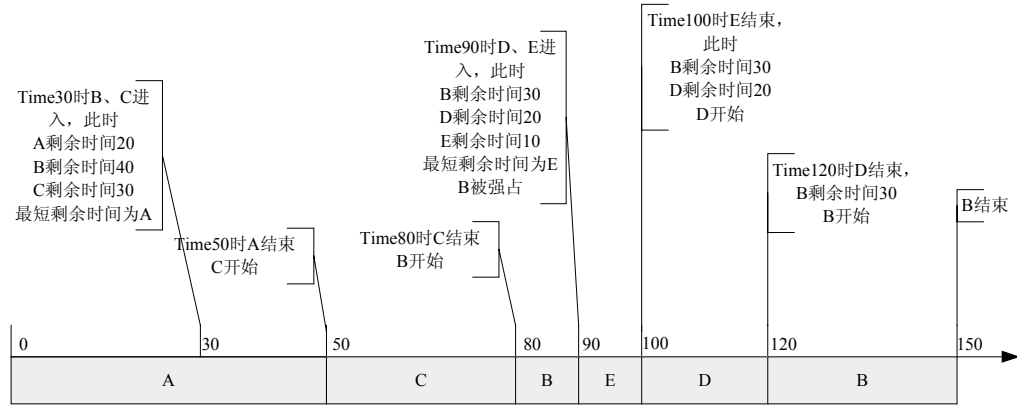 Time30时B、C进
入，此时
A剩余时间20
B剩余时间40
C剩余时间30
最短剩余时间为A
Time50时A结束
C开始
Time80时C结束
B开始
Time90时D、E进
入，此时
B剩余时间30
D剩余时间20
E剩余时间10
最短剩余时间为E
B被强占
Time100时E结束，
此时
B剩余时间30
D剩余时间20
D开始
Time120时D结束，
B剩余时间30
B开始
B结束
0 30 50 80 90 100 120 150
A C B E D B